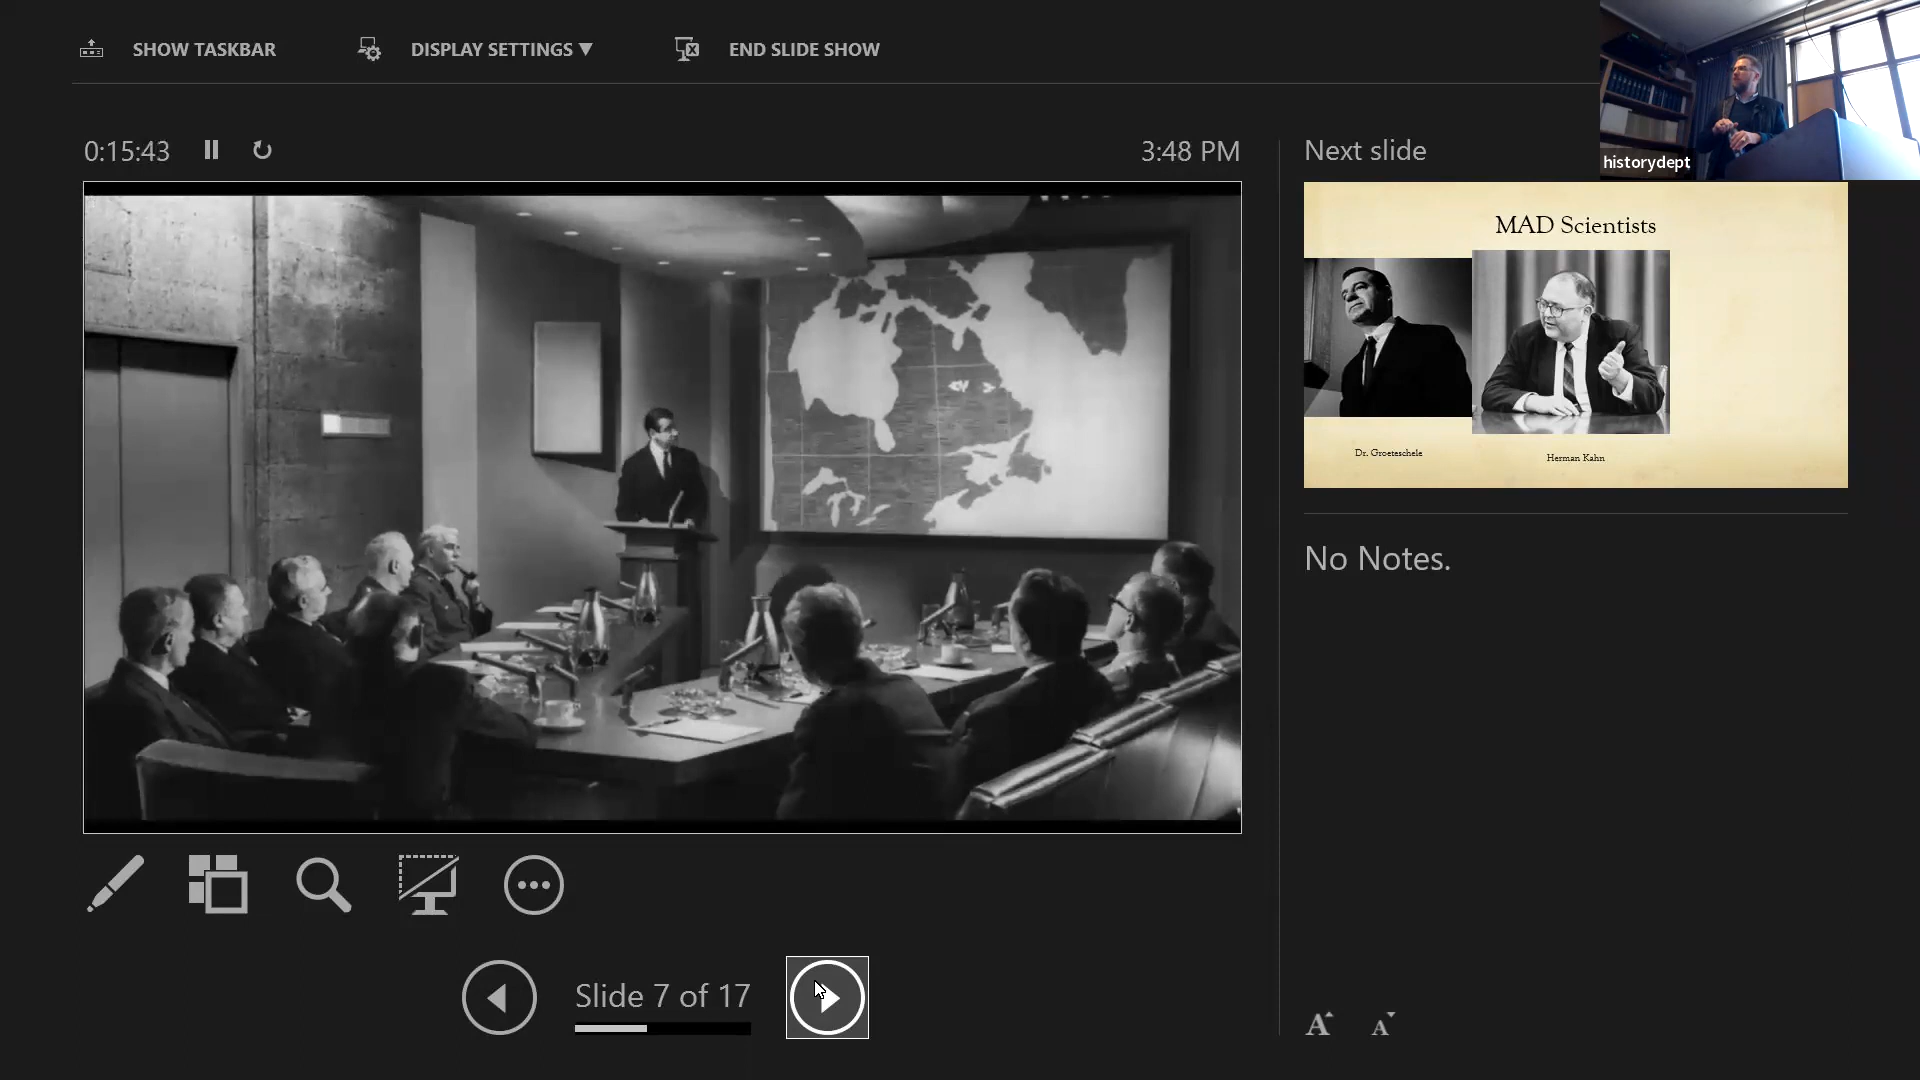 SHOW TASKBAR
DISPLAY SETTINGS ▼
END SLIDE SHOW
historydept
0:15:43
3:48 PM
Next slide
MAD Scientists
Dr. Groeteschele
Herman Kahn
No Notes.
Slide 7 of 17
A
A